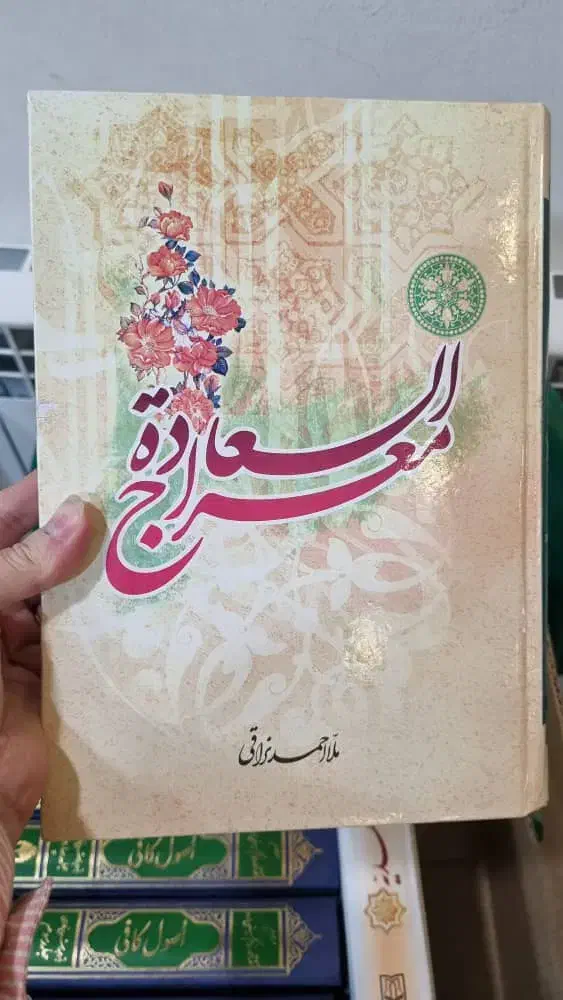 معراج السعادة
ملا احمد نراقی
اصول کافی
اصول کافی